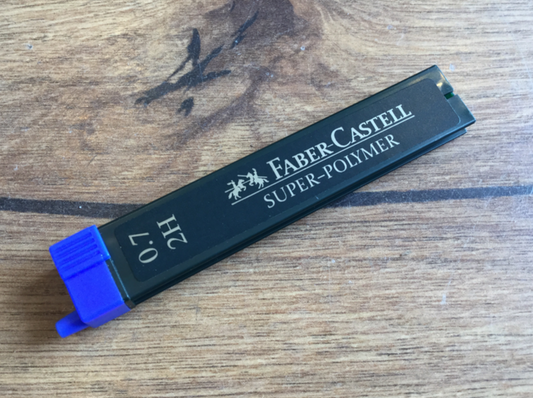 FABER-CASTELL
SUPER-POLYMER
0.7
2H